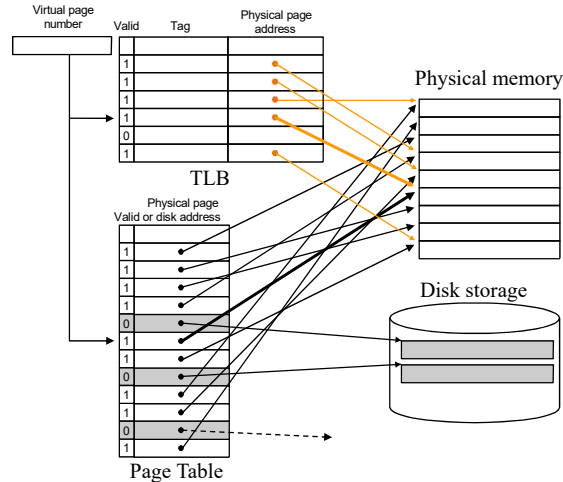 Virtual page
number
Valid Tag Physical page
address
1
1
1
1
0
1
TLB
Physical memory
Physical page
Valid or disk address
1
1
1
1
0
1
1
0
1
1
0
1
Page Table
Disk storage